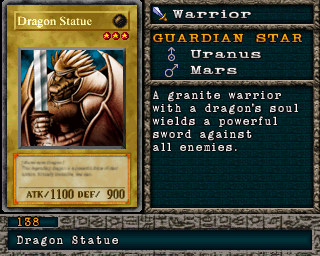 Dragon Statue
ATK/1100 DEF/ 900
Warrior
GUARDIAN STAR
Uranus
Mars
A granite warrior
with a dragon's soul
wields a powerful
sword against
all enemies.
138
Dragon Statue